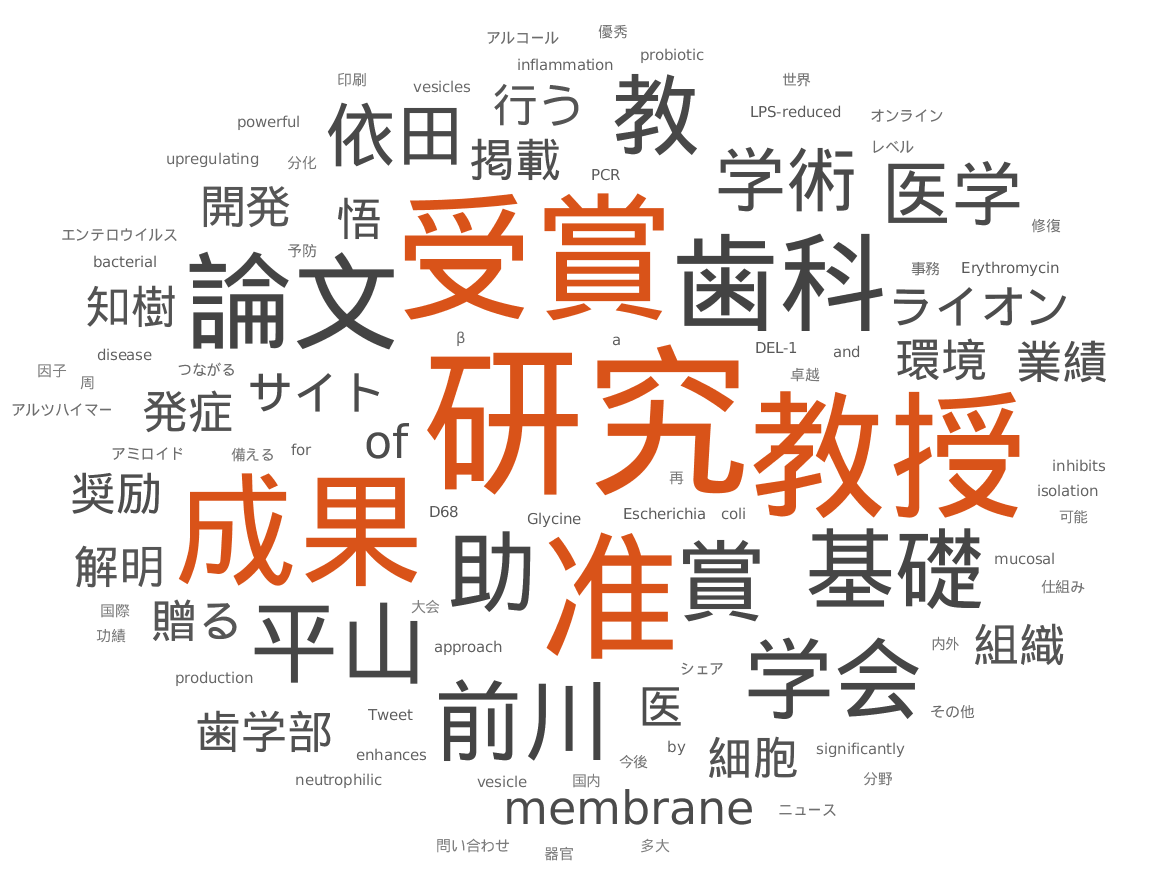 アルコール 優秀
inflammation probiotic
印刷 vesicles 行う 教 世界
powerful 依田 掲載 LPS-reduced オンライン
upregulating 分化 PCR 学術 レベル 医学
開発 悟 受賞 修復
エンテロウイルス 予防 歯科
bacterial 論文 事務 Erythromycin
知樹 ライオン
disease β a DEL-1 and 環境 業績
因子 周 つながる 卓越
アルツハイマー 発症 サイト 研究 教授
アミロイド 備える for of 再 inhibits
奨励 成果 isolation
D68 Glycine Escherichia coli 可能
解明 助 准 賞 基礎 mucosal
国際 大会 仕組み
功績 贈る 平山 approach 内外 組織
production シェア 学会
歯学部 Tweet 前川 医 その他
enhances by 細胞 significantly
neutrophilic vesicle 国内 今後 分野
membrane ニュース
問い合わせ 器官 多大